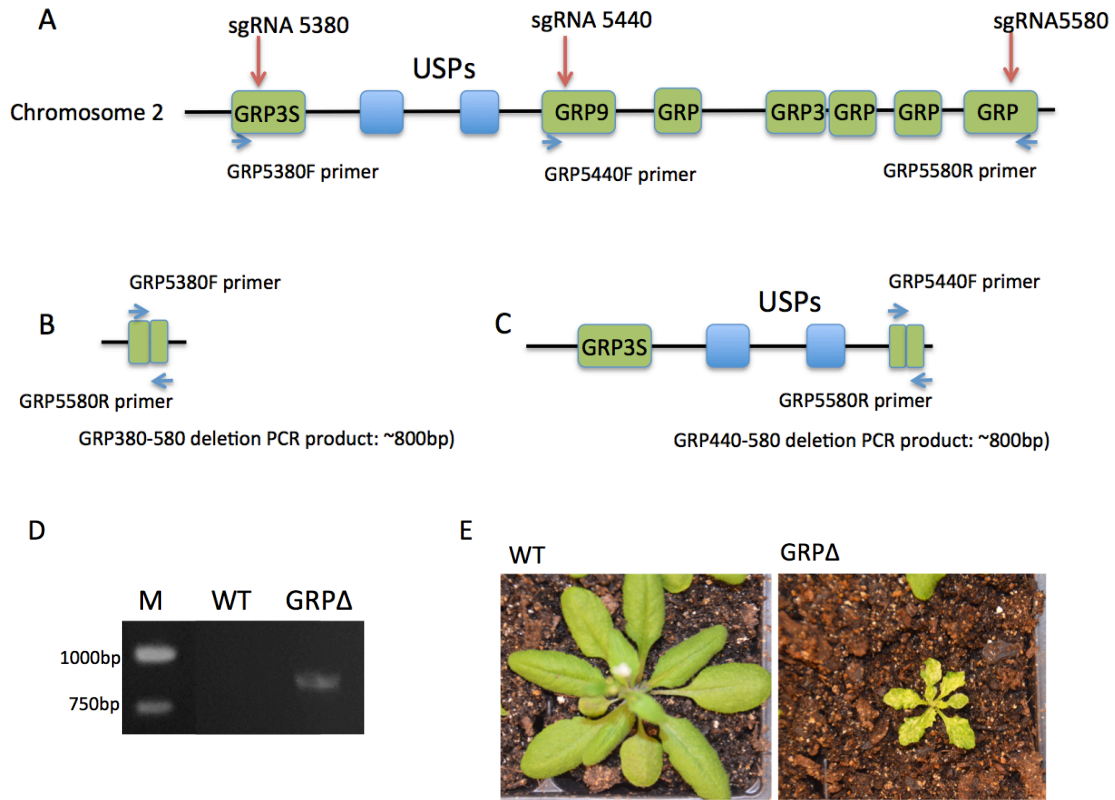 A
sgRNA 5380
sgRNA 5440
sgRNA5580
USPs
Chromosome 2
GRP3S
GRP9
GRP
GRP3
GRP
GRP
GRP
GRP5380F primer
GRP5440F primer
GRP5580R primer
B
GRP5380F primer
GRP5580R primer
GRP380-580 deletion PCR product: ~800bp)
C
USPs
GRP5440F primer
GRP3S
GRP5580R primer
GRP440-580 deletion PCR product: ~800bp)
D
M
WT
GRPΔ
1000bp
750bp
E
WT
GRPΔ